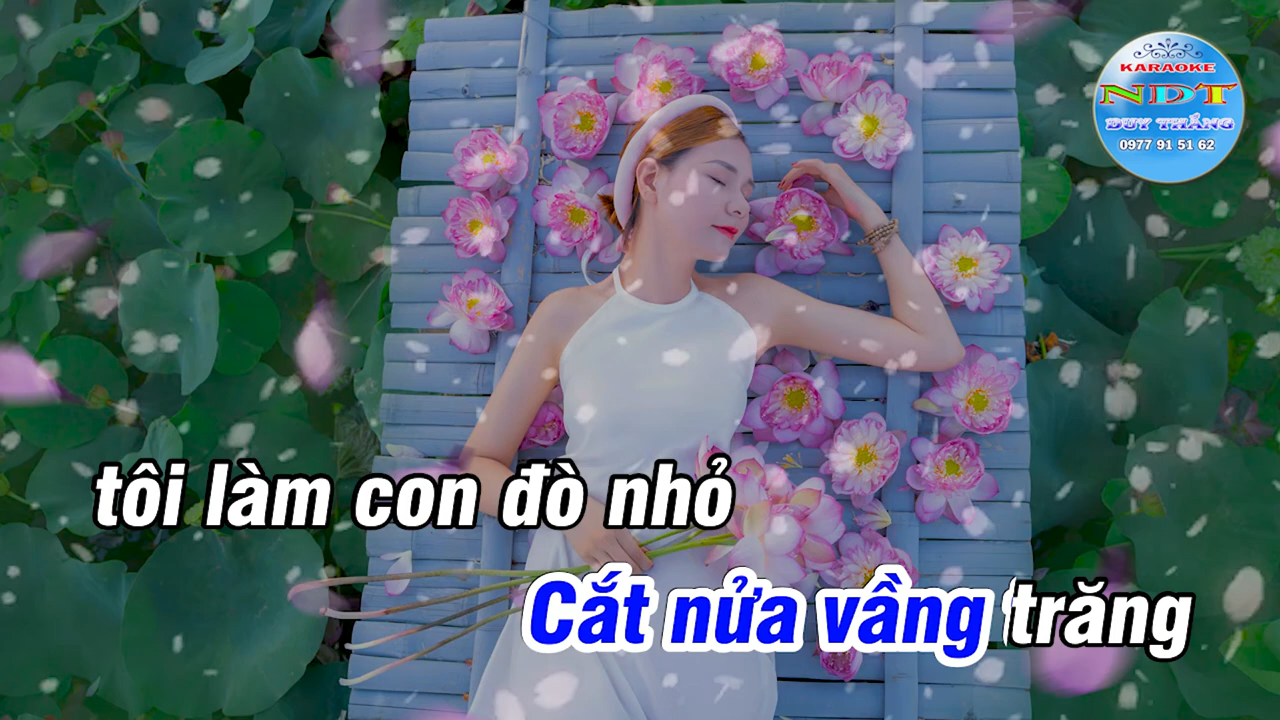 KARAOKE
NDT
DUY THẮNG
0977 91 51 62
tôi làm con đò nhỏ
Cắt nửa vầng trăng